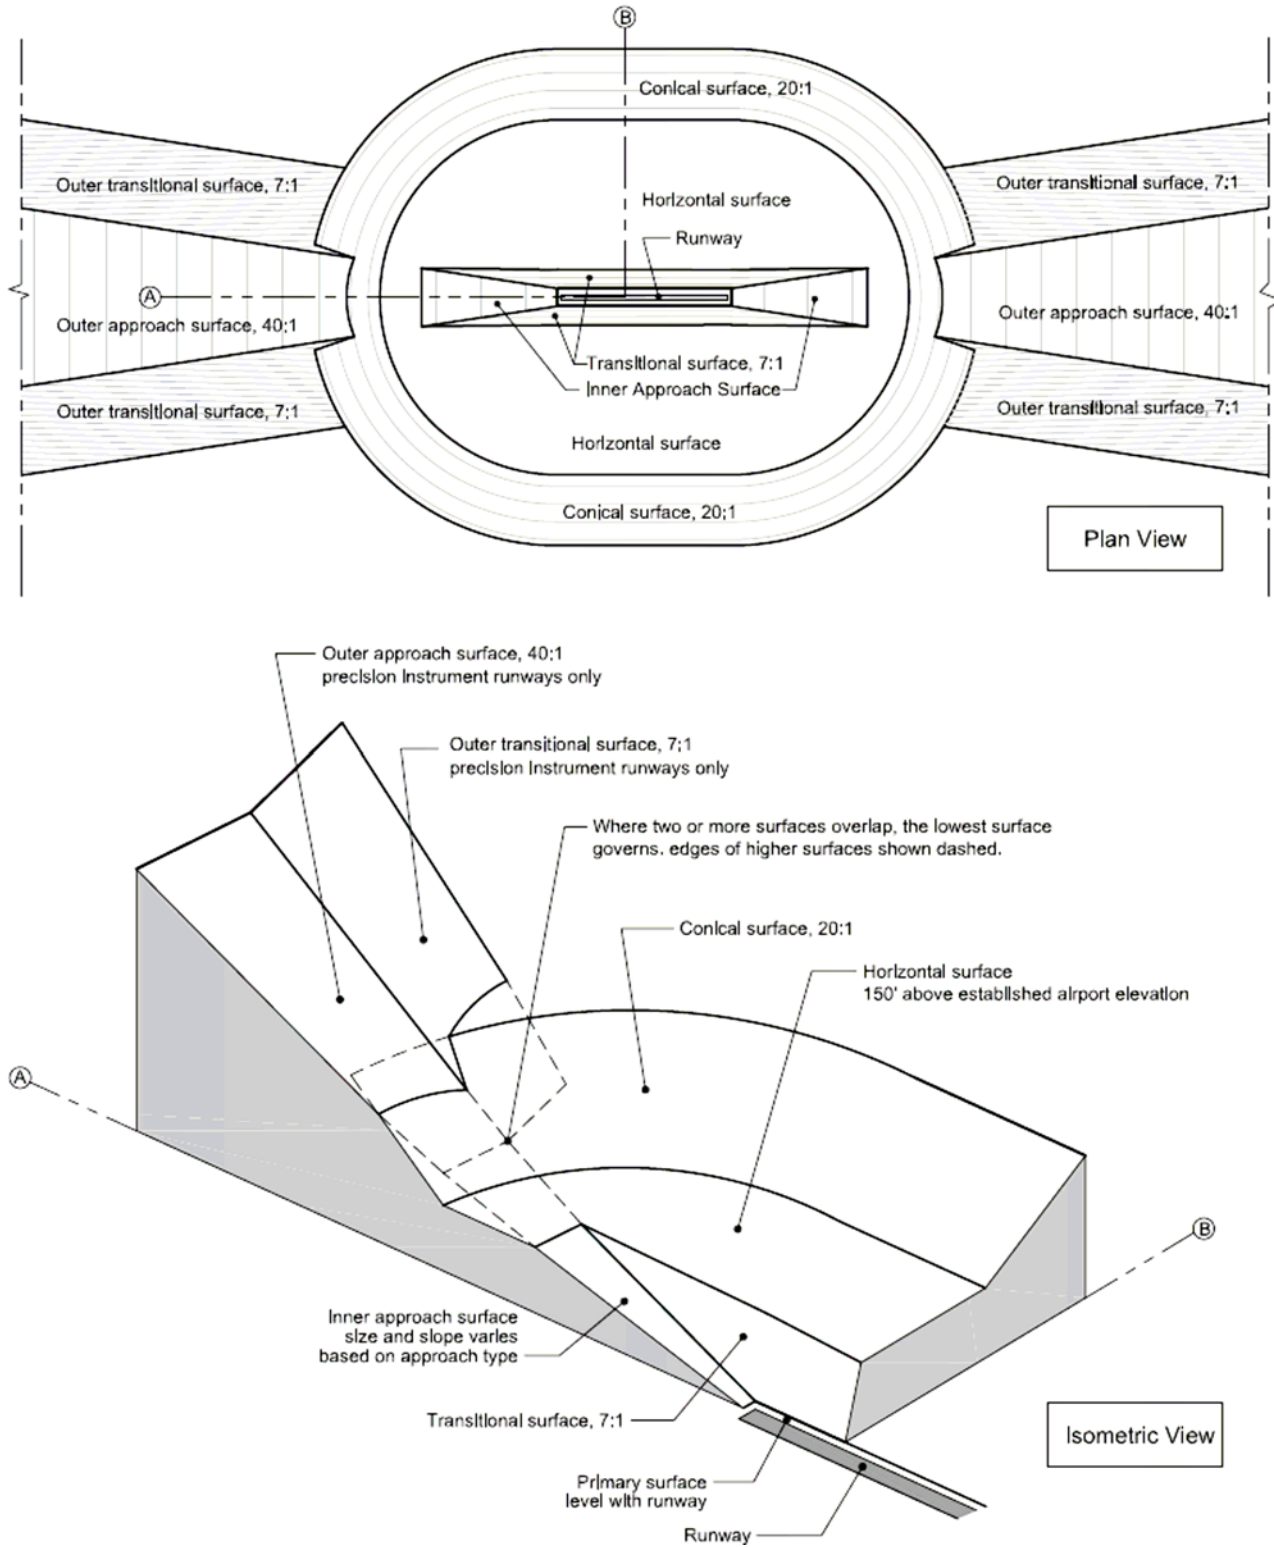 B
Conical surface, 20:1
Outer transitional surface, 7:1
Outer transitional surface, 7:1
Horizontal surface
Runway
A
Outer approach surface, 40:1
Outer approach surface, 40:1
Transitional surface, 7:1
Inner Approach Surface
Outer transitional surface, 7:1
Outer transitional surface, 7:1
Horizontal surface
Conical surface, 20:1
Plan View
Outer approach surface, 40:1
precision instrument runways only
Outer transitional surface, 7:1
precision instrument runways only
Where two or more surfaces overlap, the lowest surface
governs. edges of higher surfaces shown dashed.
Conical surface, 20:1
Horizontal surface
150' above established airport elevation
A
B
Inner approach surface
size and slope varies
based on approach type
Transitional surface, 7:1
Isometric View
Primary surface
level with runway
Runway